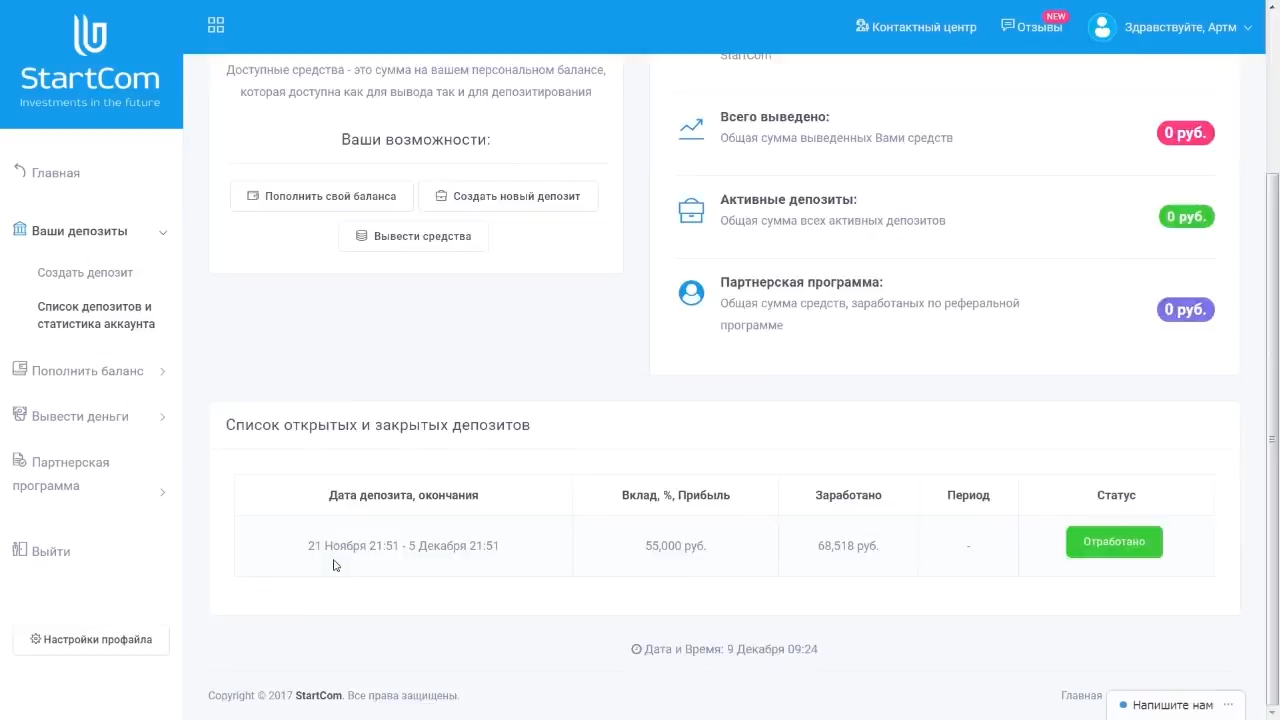 StartCom
Investments in the future
Контактный центр
Отзывы
NEW
Здравствуйте, Артм
Главная
Ваши депозиты
Создать депозит
Список депозитов и
статистика аккаунта
Пополнить баланс
Вывести деньги
Партнерская
программа
Выйти
Настройки профайла
Доступные средства - это сумма на вашем персональном балансе,
которая доступна как для вывода так и для депозитирования
Ваши возможности:
Пополнить свой баланса
Создать новый депозит
Вывести средства
StartCom
Всего выведено:
Общая сумма выведенных Вами средств
0 руб.
Активные депозиты:
Общая сумма всех активных депозитов
0 руб.
Партнерская программа:
Общая сумма средств, заработаных по реферальной
программе
0 руб.
Список открытых и закрытых депозитов
Дата депозита, окончания Вклад, %, Прибыль Заработано Период Статус
21 Ноября 21:51 - 5 Декабря 21:51 55,000 руб. 68,518 руб. - Отработано
Дата и Время: 9 Декабря 09:24
Copyright © 2017 StartCom. Все права защищены.
Главная
Напишите нам ...